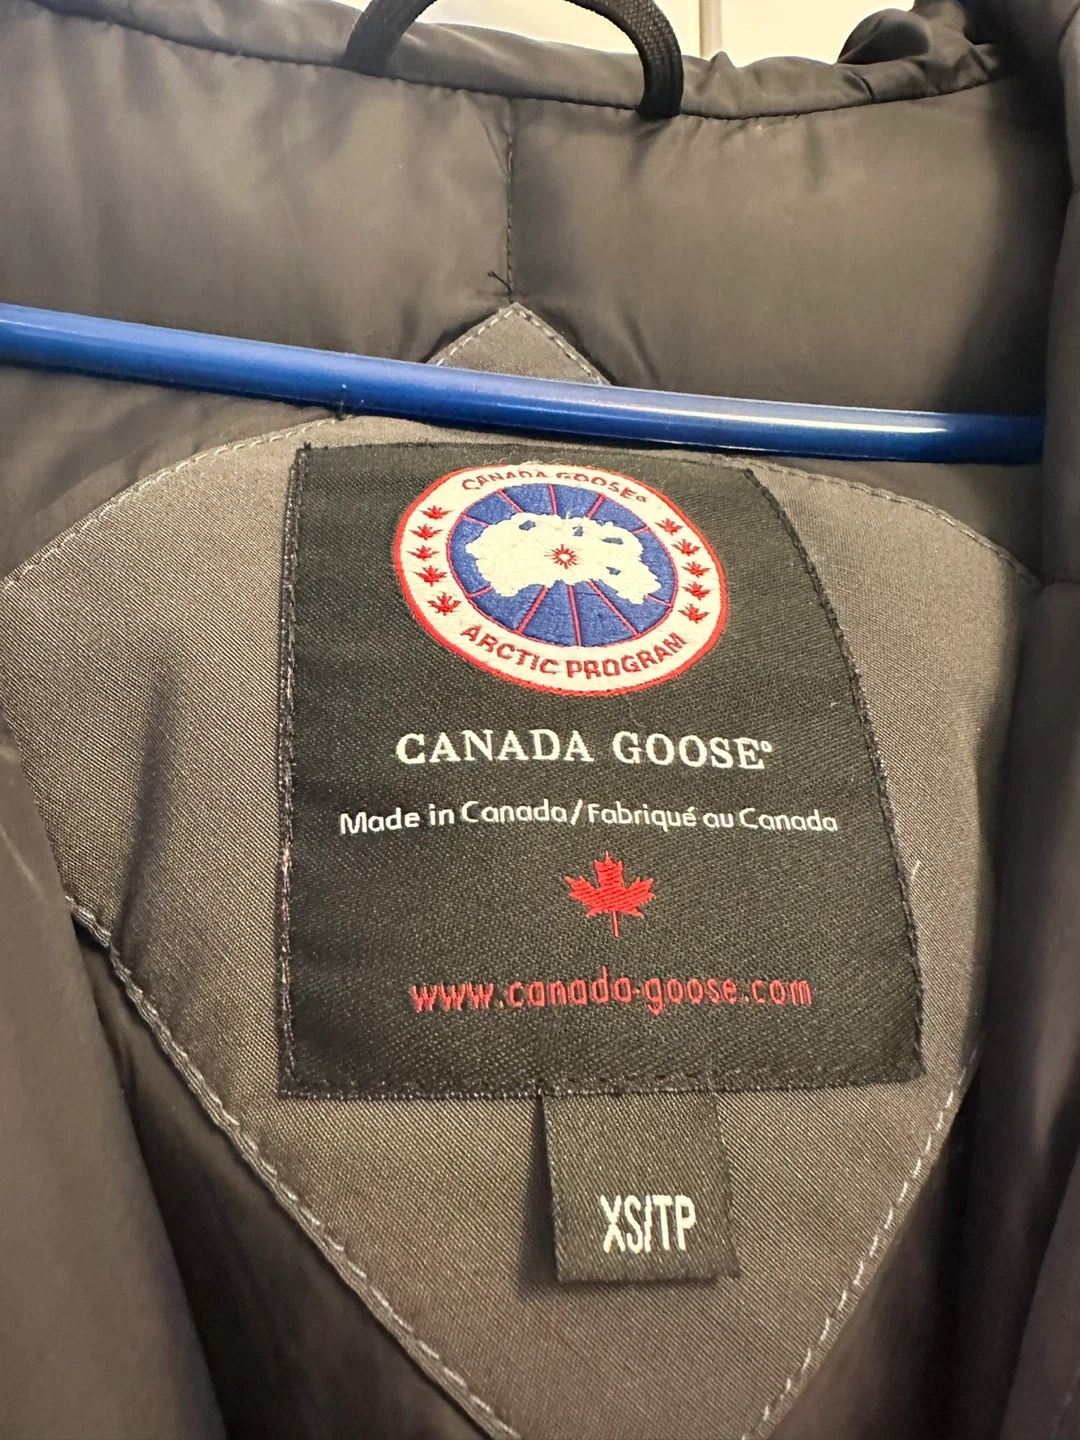 CANADA GOOSE®
ARCTIC PROGRAM
CANADA GOOSE®
Made in Canada/Fabriqué au Canada
www.canada-goose.com
XS/TP